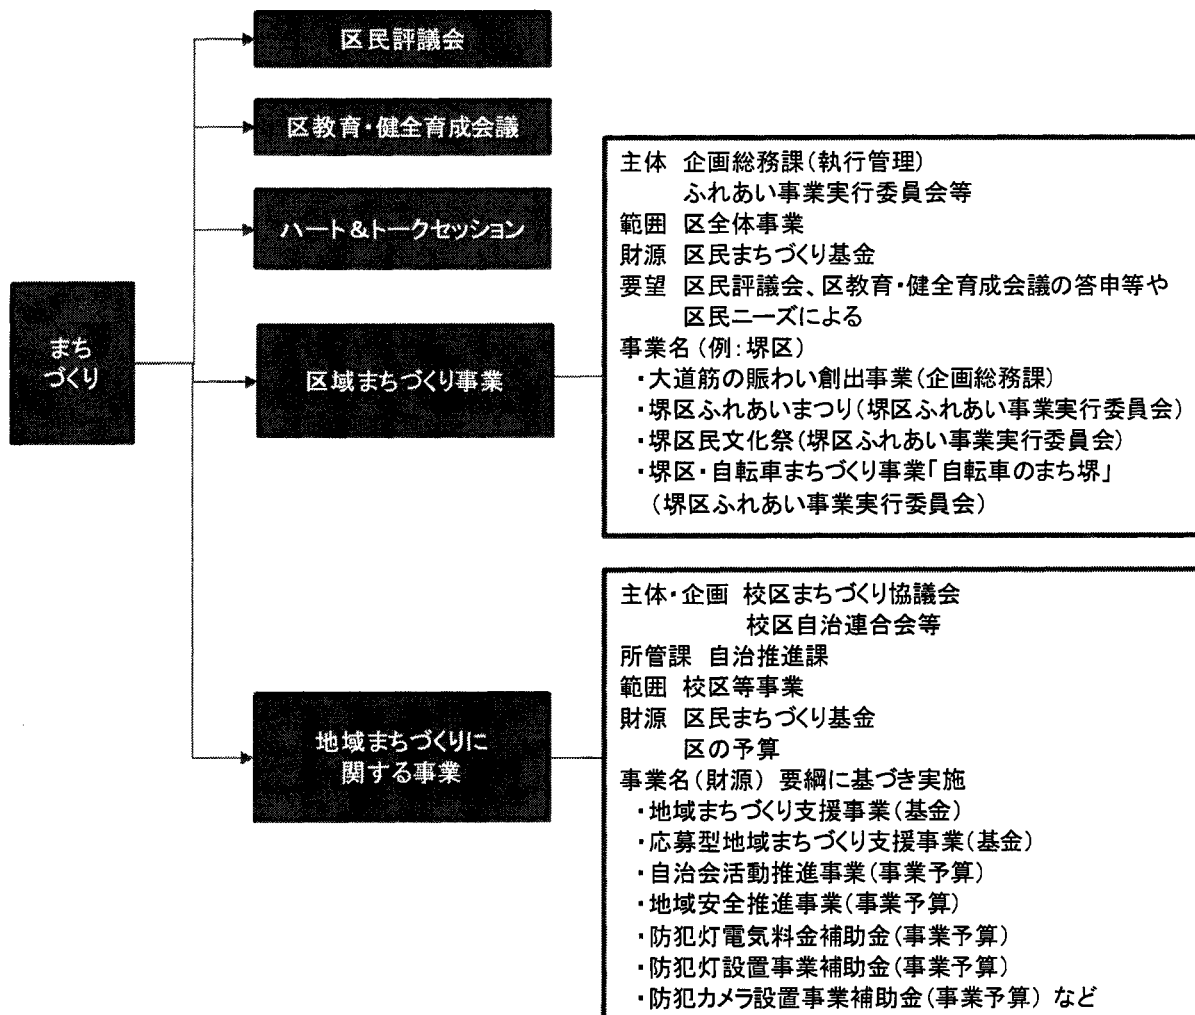 まち
づくり
区民評議会
区教育・健全育成会議
ハート＆トークセッション
区域まちづくり事業
主体 企画総務課（執行管理）
ふれあい事業実行委員会等
範囲 区全体事業
財源 区民まちづくり基金
要望 区民評議会、区教育・健全育成会議の答申等や
区民ニーズによる
事業名（例：堺区）
・大道筋の賑わい創出事業（企画総務課）
・堺区ふれあいまつり（堺区ふれあい事業実行委員会）
・堺区民文化祭（堺区ふれあい事業実行委員会）
・堺区・自転車まちづくり事業「自転車のまち堺」
（堺区ふれあい事業実行委員会）
地域まちづくりに
関する事業
主体・企画 校区まちづくり協議会
校区自治連合会等
所管課 自治推進課
範囲 校区等事業
財源 区民まちづくり基金
区の予算
事業名（財源） 要綱に基づき実施
・地域まちづくり支援事業（基金）
・応募型地域まちづくり支援事業（基金）
・自治会活動推進事業（事業予算）
・地域安全推進事業（事業予算）
・防犯灯電気料金補助金（事業予算）
・防犯灯設置事業補助金（事業予算）
・防犯カメラ設置事業補助金（事業予算） など